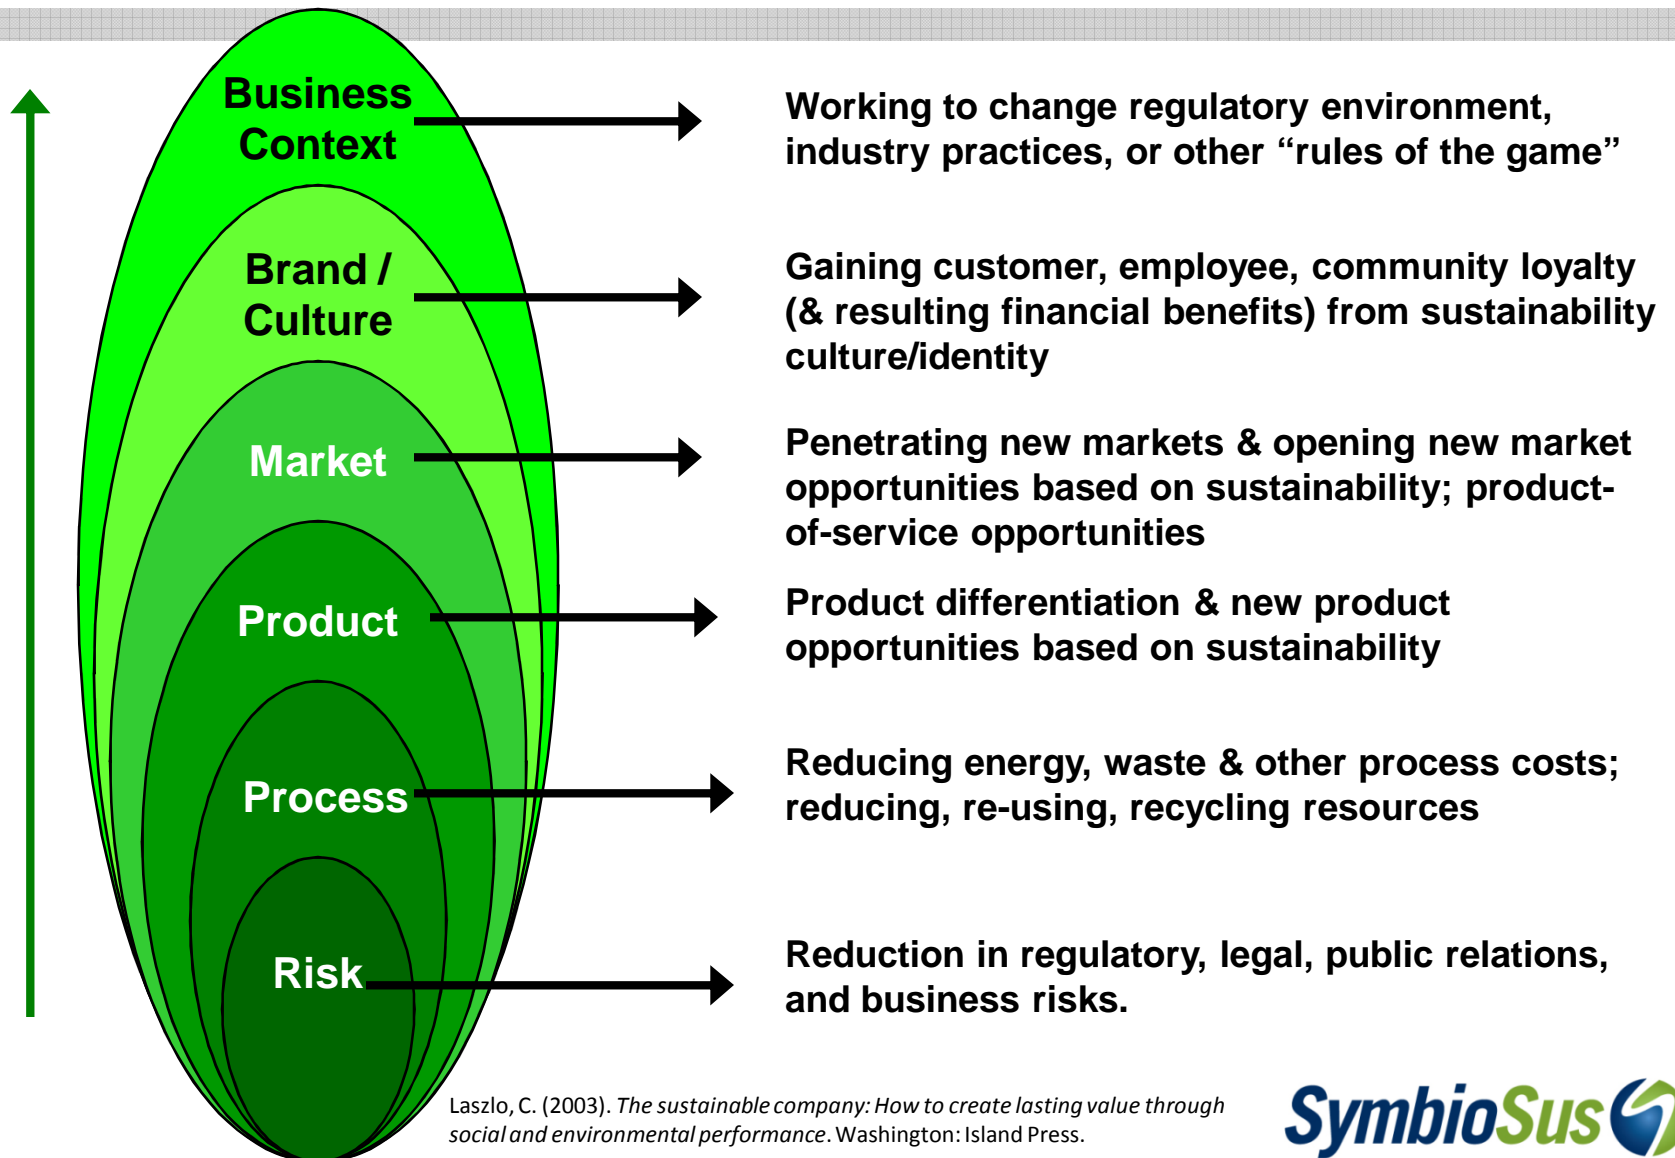 Business
Context
Working to change regulatory environment,
industry practices, or other “rules of the game”
Brand /
Culture
Gaining customer, employee, community loyalty
(& resulting financial benefits) from sustainability
culture/identity
Market
Penetrating new markets & opening new market
opportunities based on sustainability; product-
of-service opportunities
Product
Product differentiation & new product
opportunities based on sustainability
Process
Reducing energy, waste & other process costs;
reducing, re-using, recycling resources
Risk
Reduction in regulatory, legal, public relations,
and business risks.
Laszlo, C. (2003). The sustainable company: How to create lasting value through
social and environmental performance. Washington: Island Press.
SymbioSus